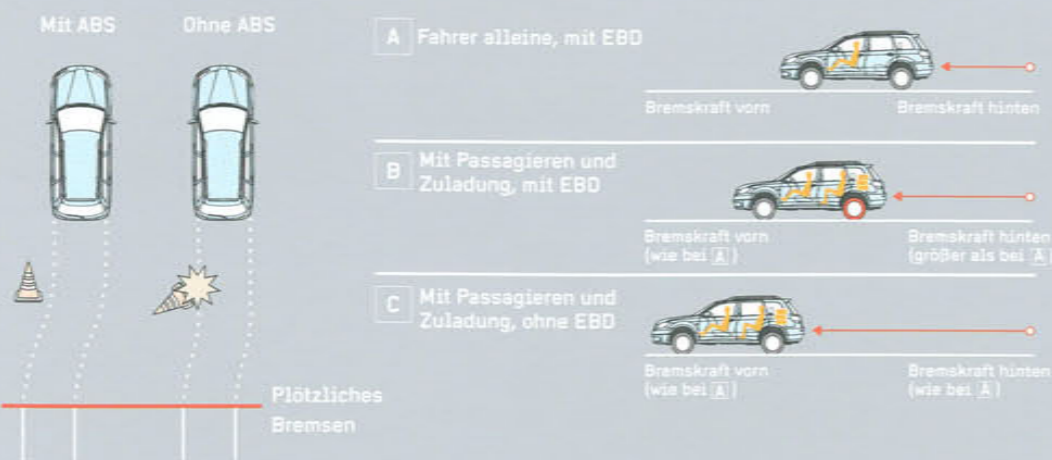 Mit ABS
Ohne ABS
Plötzliches
Bremsen
A Fahrer alleine, mit EBD
Bremskraft vorn
Bremskraft hinten
B Mit Passagieren und
Zuladung, mit EBD
Bremskraft vorn
(wie bei A)
Bremskraft hinten
(größer als bei A)
C Mit Passagieren und
Zuladung, ohne EBD
Bremskraft vorn
(wie bei A)
Bremskraft hinten
(wie bei A)